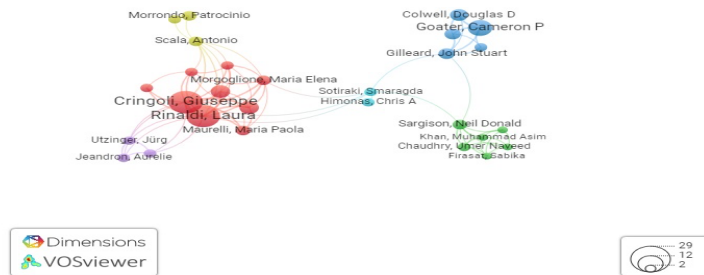 Morrondo, Patrocinio
Scala, Antonio
Colwell, Douglas D
Goater, Cameron P
Gilleard, John Stuart
Morgoglione, Maria Elena
Sotiraki, Smaragda
Himonas, Chris A
Cringoli, Giuseppe
Rinaldi, Laura
Maurelli, Maria Paola
Sargison, Neil Donald
Khan, Muhammad Asim
Chaudhry, Umer Naveed
Firasat, Sabika
Utzinger, Jürg
Jeandron, Aurelie
Dimensions
VOSviewer
29
12
2